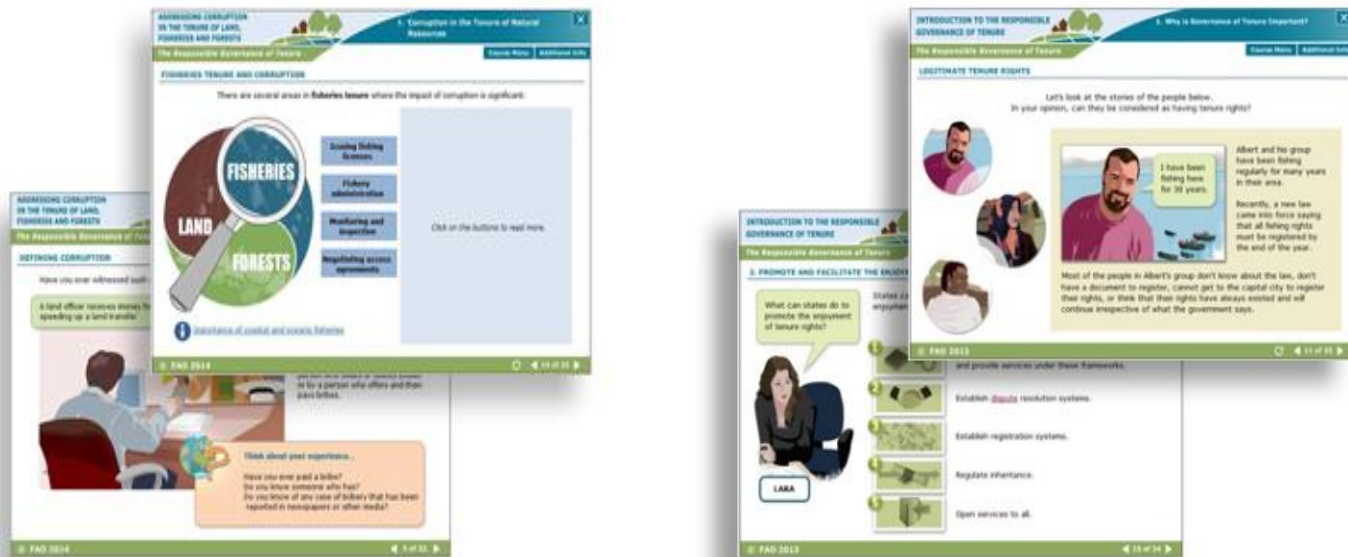 ADDRESSING CORRUPTION
IN THE TENURE OF LAND,
FISHERIES AND FORESTS
1. Corruption in the Tenure of Natural
Resources
The Responsible Governance of Tenure
Course Menu
Additional Info
FISHERIES TENURE AND CORRUPTION
There are several areas in fisheries tenure where the impact of corruption is significant:
FISHERIES
LAND
FORESTS
Issuing fishing
licenses
Fishery
administration
Monitoring and
inspection
Negotiating access
agreements
Click on the buttons to read more.
Importance of coastal and oceanic fisheries
© FAO 2014
ADDRESSING CORRUPTION
IN THE TENURE OF LAND,
FISHERIES AND FORESTS
The Responsible Governance of
DEFINING CORRUPTION
Have you ever witnessed such
A land officer receives money
speeding up a land transfer
or by a person who offers and then
pays bribes.
Think about your experience...
Have you ever paid a bribe?
Do you know someone who has?
Do you know of any case of bribery that has been
reported in newspapers or other media?
© FAO 2014
INTRODUCTION TO THE RESPONSIBLE
GOVERNANCE OF TENURE
1. Why is Governance of Tenure Important?
The Responsible Governance of Tenure
Course Menu
Additional Info
LEGITIMATE TENURE RIGHTS
Let's look at the stories of the people below.
In your opinion, can they be considered as having tenure rights?
I have been
fishing here
for 30 years.
Albert and his group
have been fishing
regularly for many years
in their area.
Recently, a new law
came into force saying
that all fishing rights
must be registered by
the end of the year.
Most of the people in Albert's group don't know about the law, don't
have a document to register, cannot get to the capital city to register
their rights, or think that their rights have always existed and will
continue irrespective of what the government says.
© FAO 2013
INTRODUCTION TO THE RESPONSIBLE
GOVERNANCE OF TENURE
The Responsible Governance of Tenure
3. PROMOTE AND FACILITATE THE
What can states do to
promote the enjoyment
of tenure rights?
States
LARA
1
and provide services under these frameworks.
2
Establish dispute resolution systems.
3
Establish registration systems.
4
Regulate inheritance.
5
Open services to all.
© FAO 2013